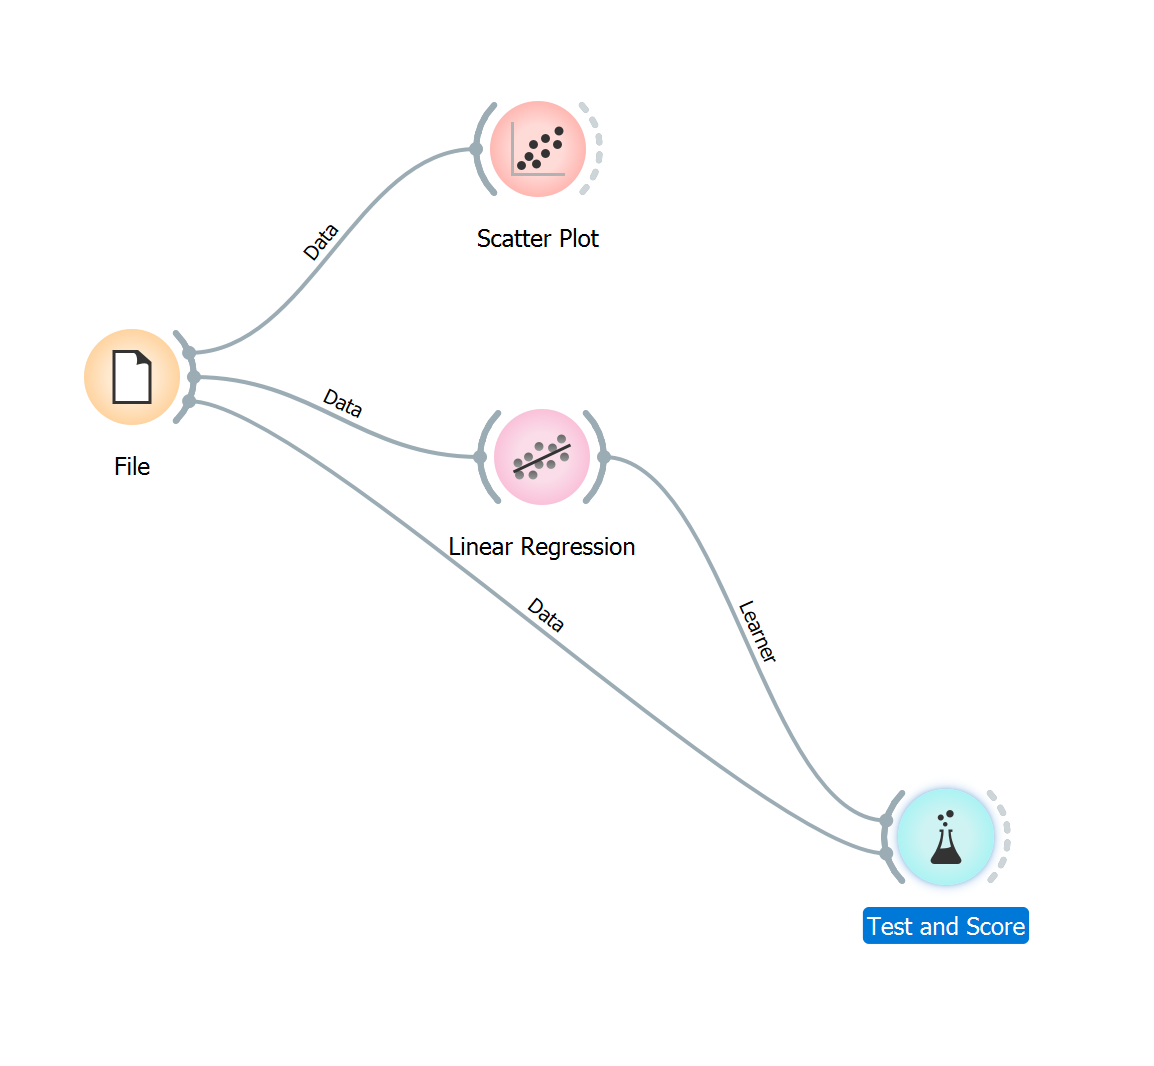 Scatter Plot
Data
File
Data
Linear Regression
Data
Learner
Test and Score